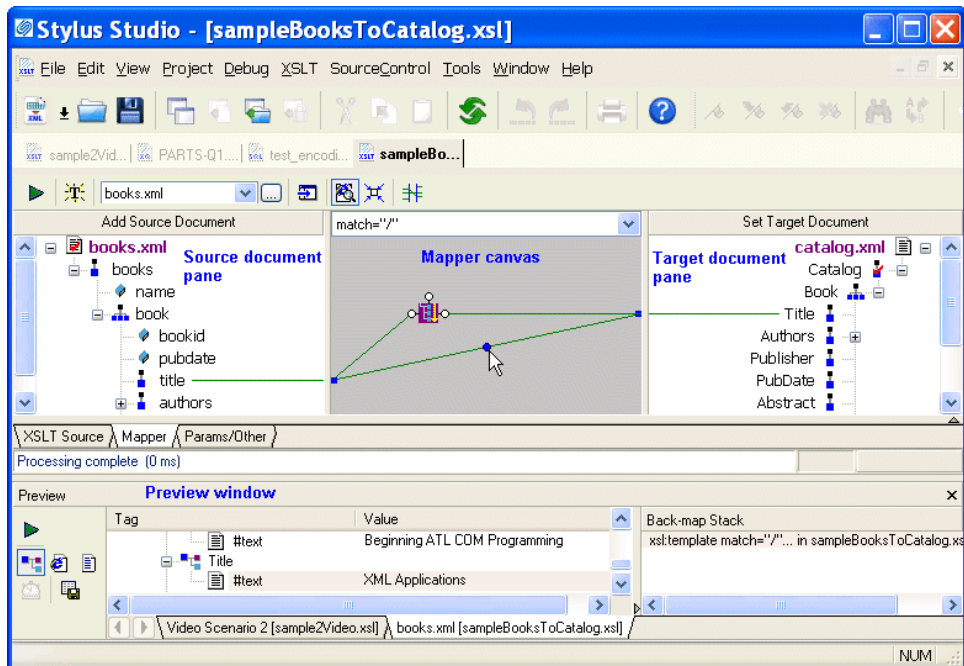 Stylus Studio - [sampleBooksToCatalog.xsl]
XSLT File Edit View Project Debug XSLT SourceControl Tools Window Help
XML
sample2Vid... PARTS-Q1.... test_encodi... XSLT sampleBo...
books.xml ...
Add Source Document match="/" Set Target Document
books.xml Source document pane Mapper canvas Target document pane catalog.xml
books Catalog
name Book
book Title
bookid Authors
pubdate Publisher
title PubDate
authors Abstract
XSLT Source Mapper Params/Other
Processing complete (0 ms)
Preview Preview window
Tag Value Back-map Stack
#text Beginning ATL COM Programming xsl:template match="/"... in sampleBooksToCatalog.xs
Title
#text XML Applications
Video Scenario 2 [sample2Video.xsl] books.xml [sampleBooksToCatalog.xsl]
NUM